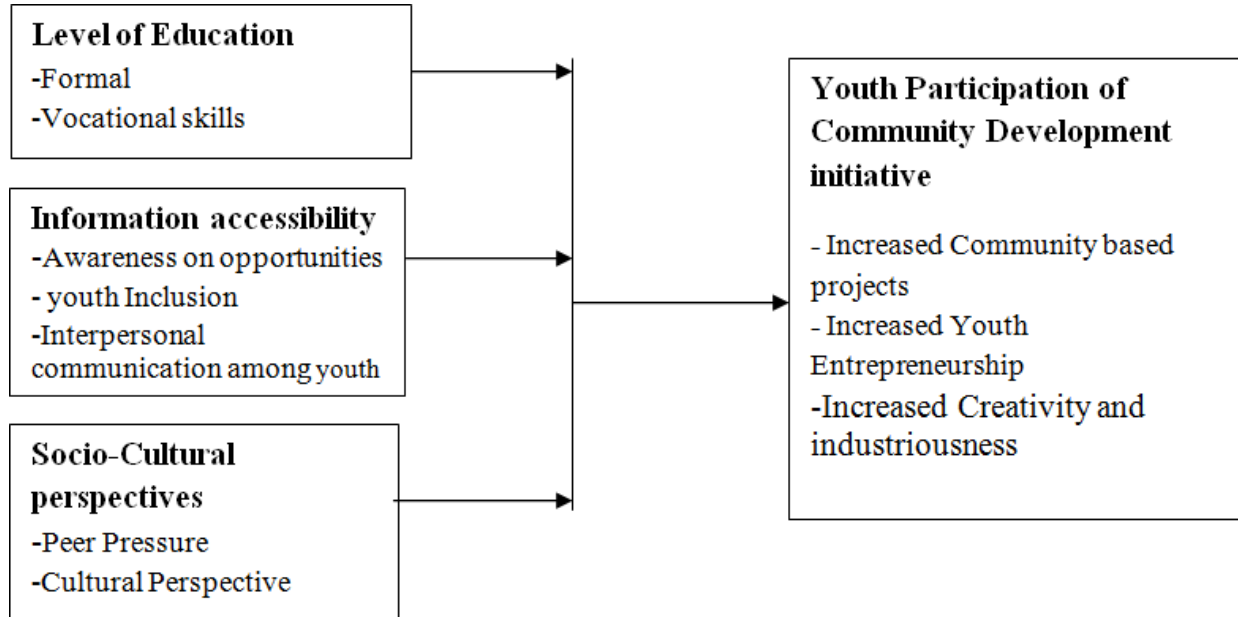 Level of Education
-Formal
-Vocational skills
Information accessibility
-Awareness on opportunities
- youth Inclusion
-Interpersonal
communication among youth
Socio-Cultural
perspectives
-Peer Pressure
-Cultural Perspective
Youth Participation of
Community Development
initiative
- Increased Community based
projects
- Increased Youth
Entrepreneurship
-Increased Creativity and
industriousness